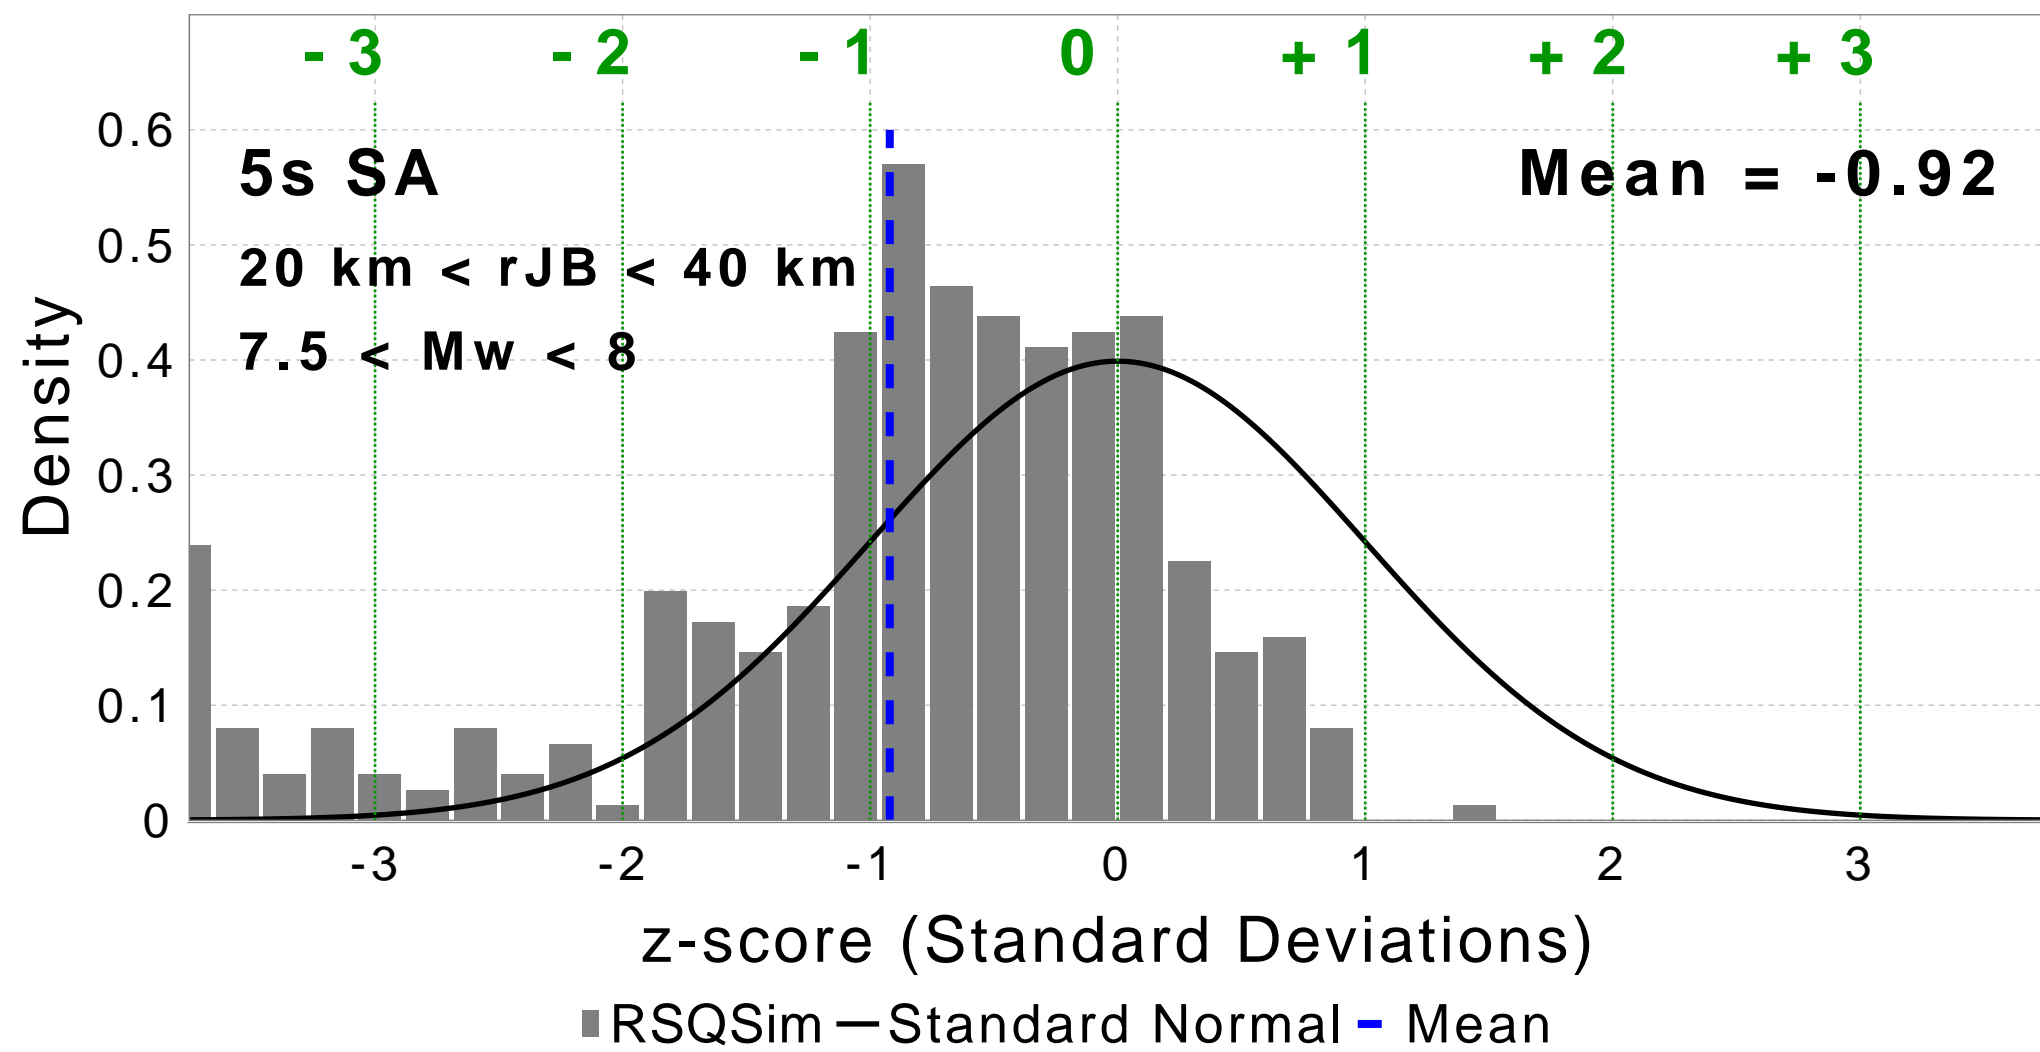 - 3 - 2 - 1 0 + 1 + 2 + 3
0.6
5s SA
Mean = -0.92
0.5
20 km < rJB < 40 km
7.5 < Mw < 8
0.4
0.3
0.2
0.1
0
Density
-3 -2 -1 0 1 2 3
z-score (Standard Deviations)
RSQSim Standard Normal Mean